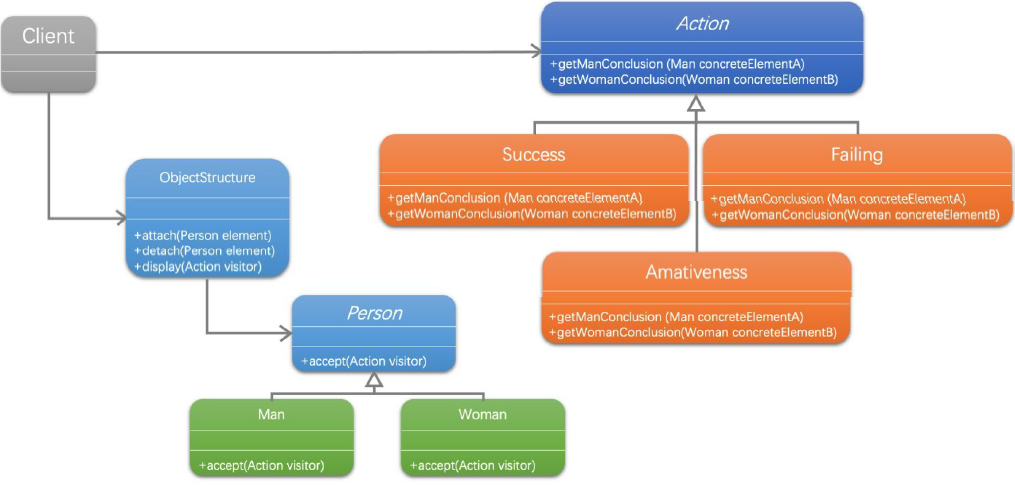 Client
Action
+getManConclusion (Man concreteElementA)
+getWomanConclusion(Woman concreteElementB)
Success
+getManConclusion (Man concreteElementA)
+getWomanConclusion(Woman concreteElementB)
Failing
+getManConclusion (Man concreteElementA)
+getWomanConclusion(Woman concreteElementB)
ObjectStructure
+attach(Person element)
+detach(Person element)
+display(Action visitor)
Amativeness
+getManConclusion (Man concreteElementA)
+getWomanConclusion(Woman concreteElementB)
Person
+accept(Action visitor)
Man
+accept(Action visitor)
Woman
+accept(Action visitor)